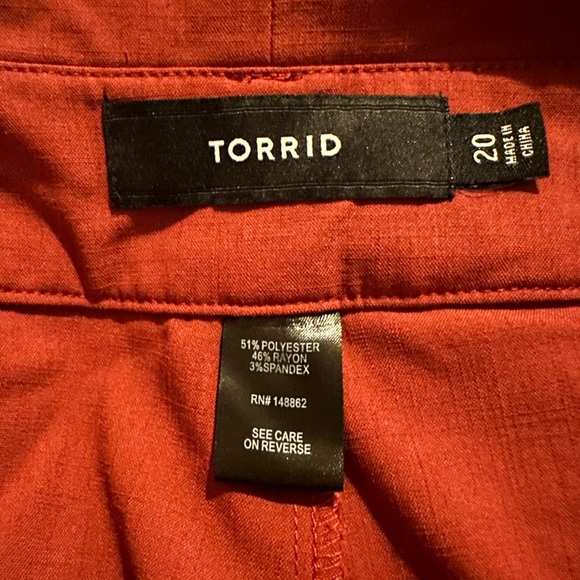 TORRID
20
MADE IN
CHINA
51% POLYESTER
46% RAYON
3%SPANDEX
RN# 148862
SEE CARE
ON REVERSE